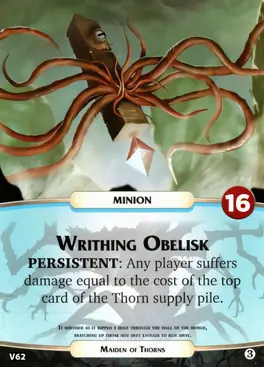 MINION
16
WRITHING OBELISK
PERSISTENT: Any player suffers
damage equal to the cost of the top
card of the Thorn supply pile.
IT WRITHED AS IT RIPPED A HOLE THROUGH THE WALL OF THE WORLD,
SNATCHING UP THOSE NOT FAST ENOUGH TO RUN AWAY.
MAIDEN OF THORNS
V62
3